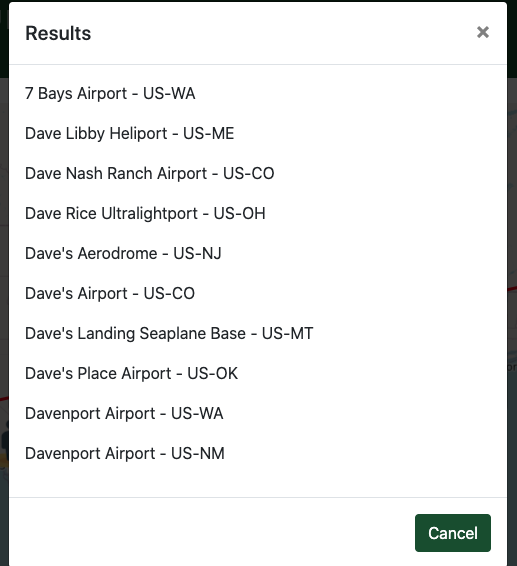 Results ×
7 Bays Airport - US-WA
Dave Libby Heliport - US-ME
Dave Nash Ranch Airport - US-CO
Dave Rice Ultralightport - US-OH
Dave's Aerodrome - US-NJ
Dave's Airport - US-CO
Dave's Landing Seaplane Base - US-MT
Dave's Place Airport - US-OK
Davenport Airport - US-WA
Davenport Airport - US-NM
Cancel